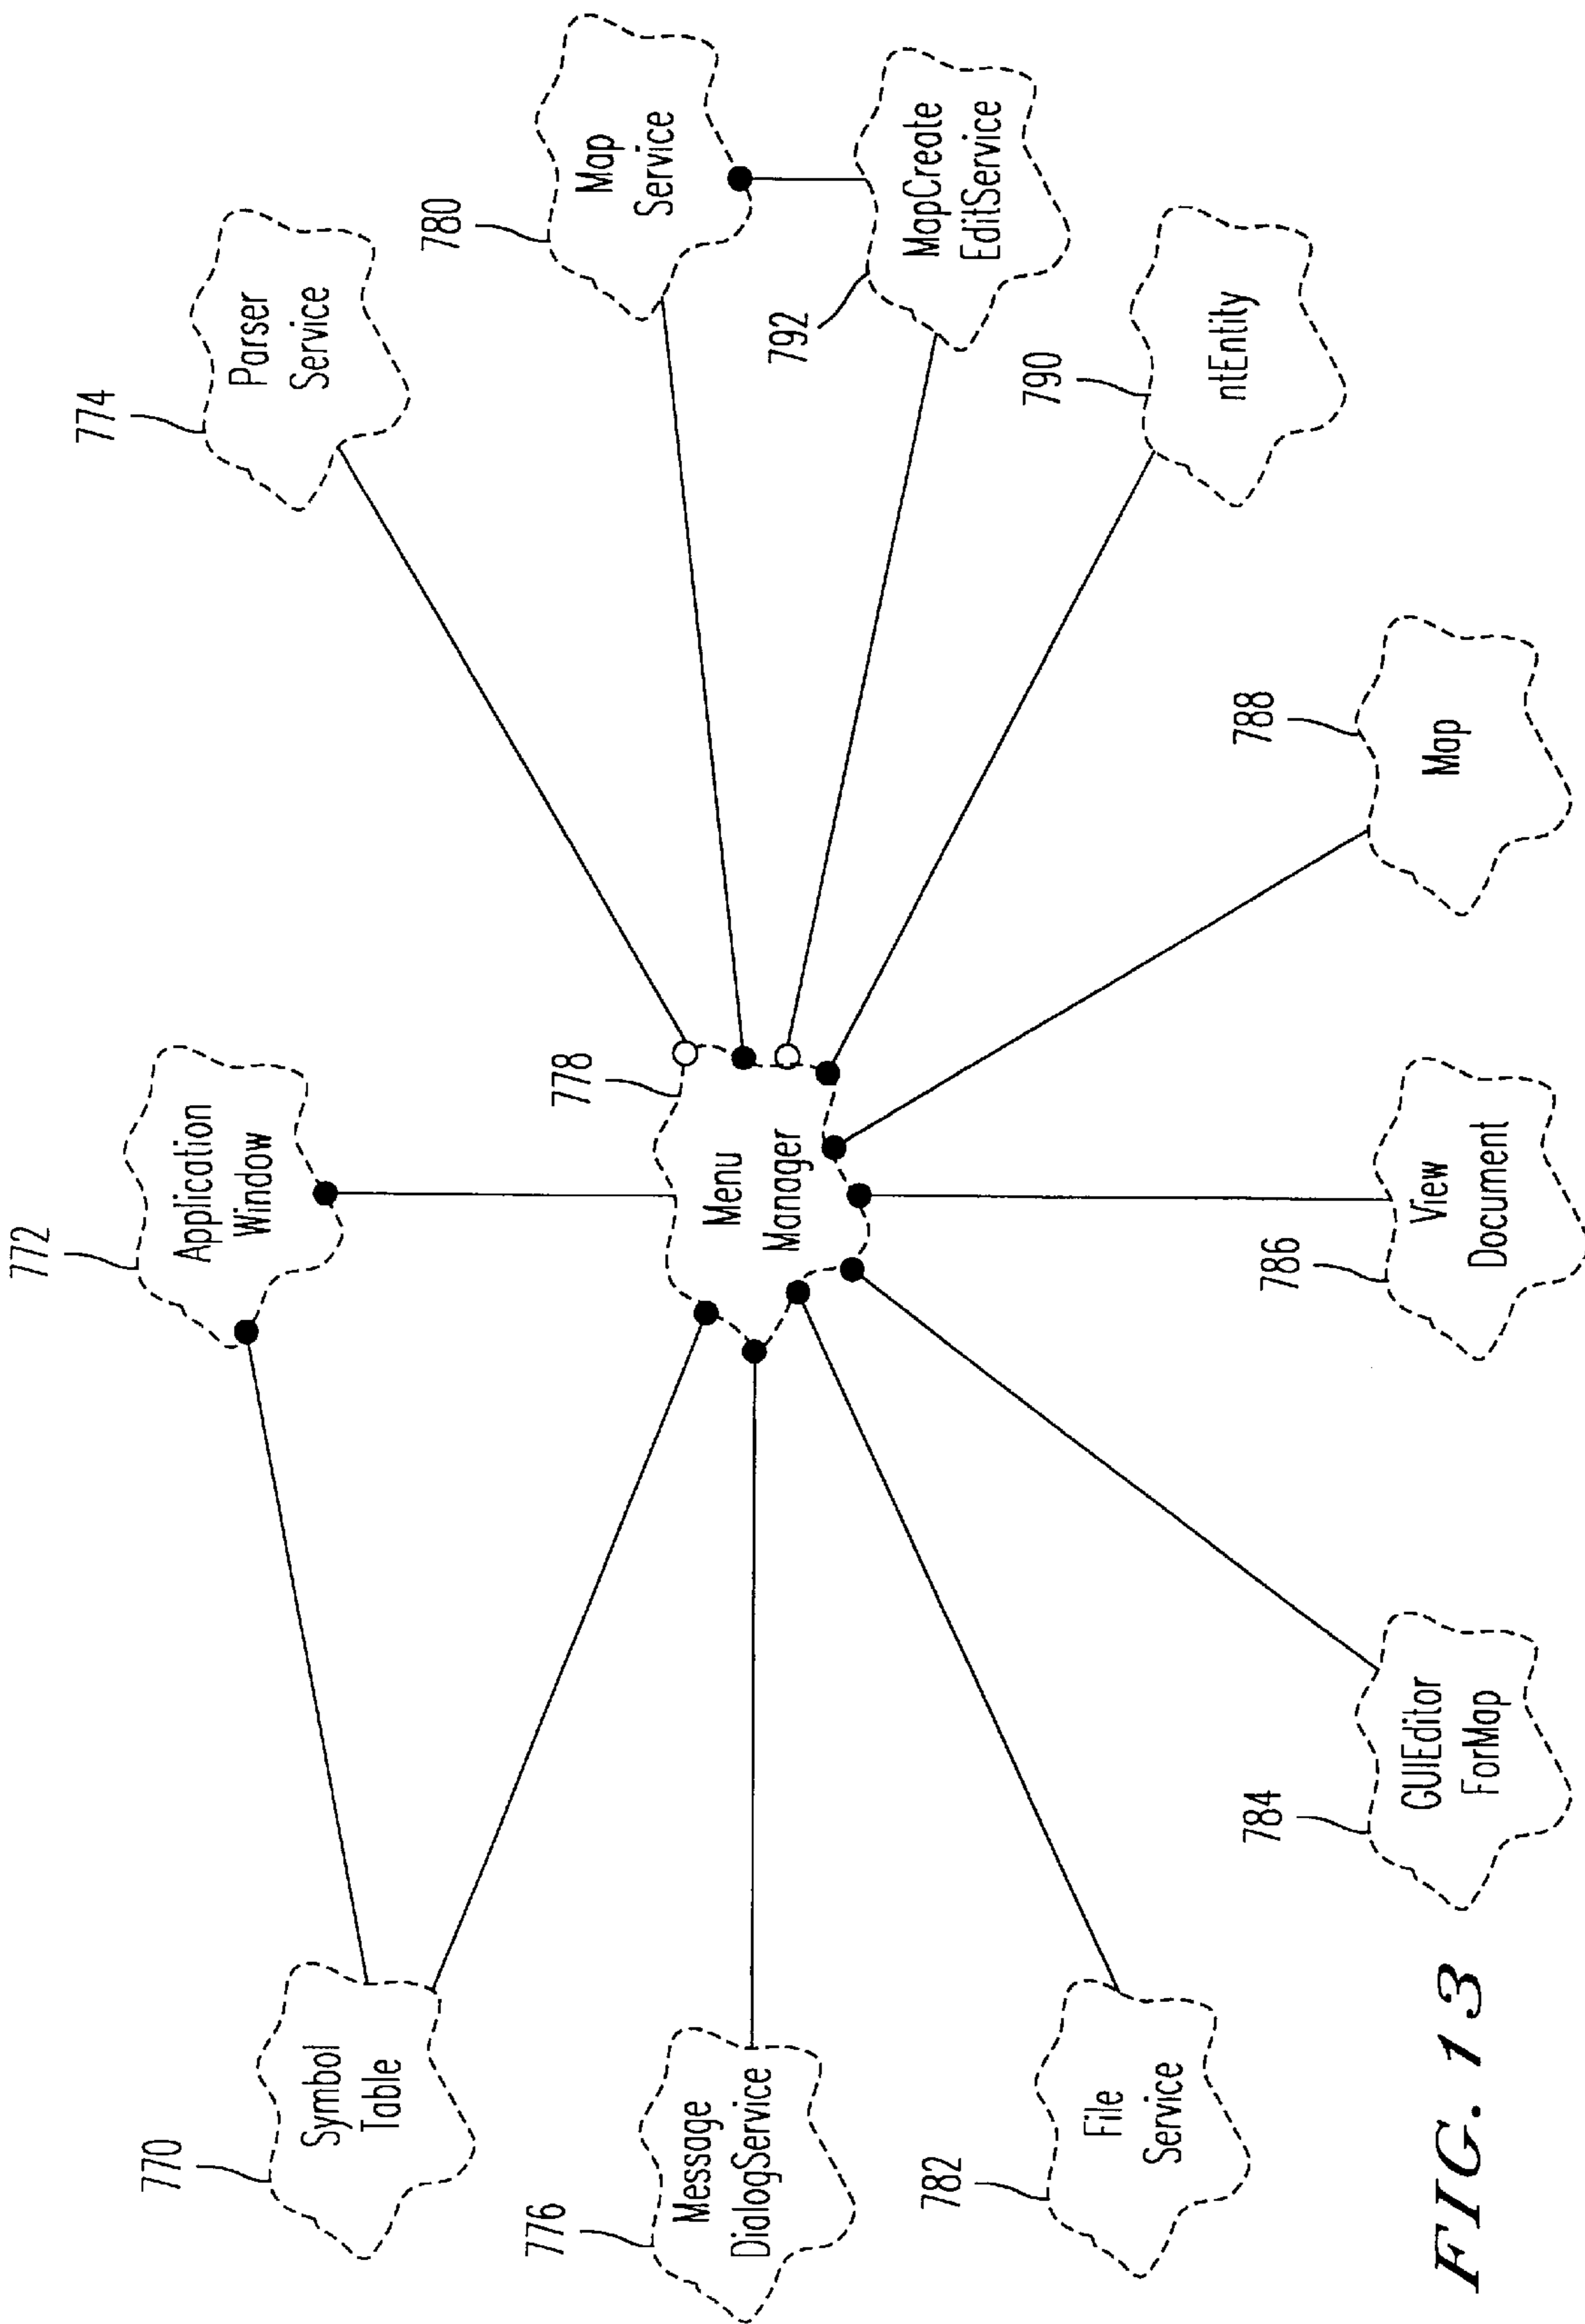 772
Application
Window
774
Parser
Service
770
Symbol
Table
780
Map
Service
778
Menu
Manager
776
Message
DialogService
792
MapCreate
EditService
790
ntEntity
782
File
Service
784
GUIEditor
ForMap
786
View
Document
788
Map
FIG. 13